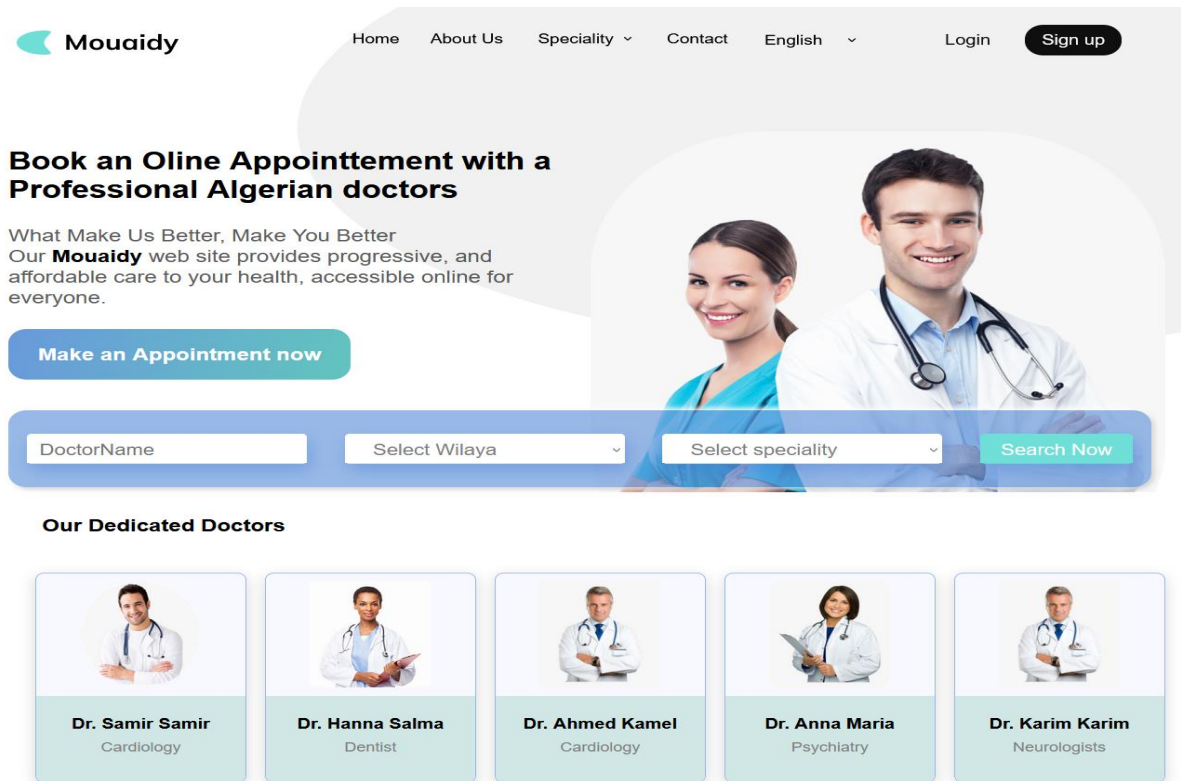 Mouaidy
Home About Us Speciality Contact English Login Sign up
Book an Oline Appointtement with a
Professional Algerian doctors
What Make Us Better, Make You Better
Our Mouaidy web site provides progressive, and
affordable care to your health, accessible online for
everyone.
Make an Appointment now
DoctorName Select Wilaya Select speciality Search Now
Our Dedicated Doctors
Dr. Samir Samir
Cardiology
Dr. Hanna Salma
Dentist
Dr. Ahmed Kamel
Cardiology
Dr. Anna Maria
Psychiatry
Dr. Karim Karim
Neurologists